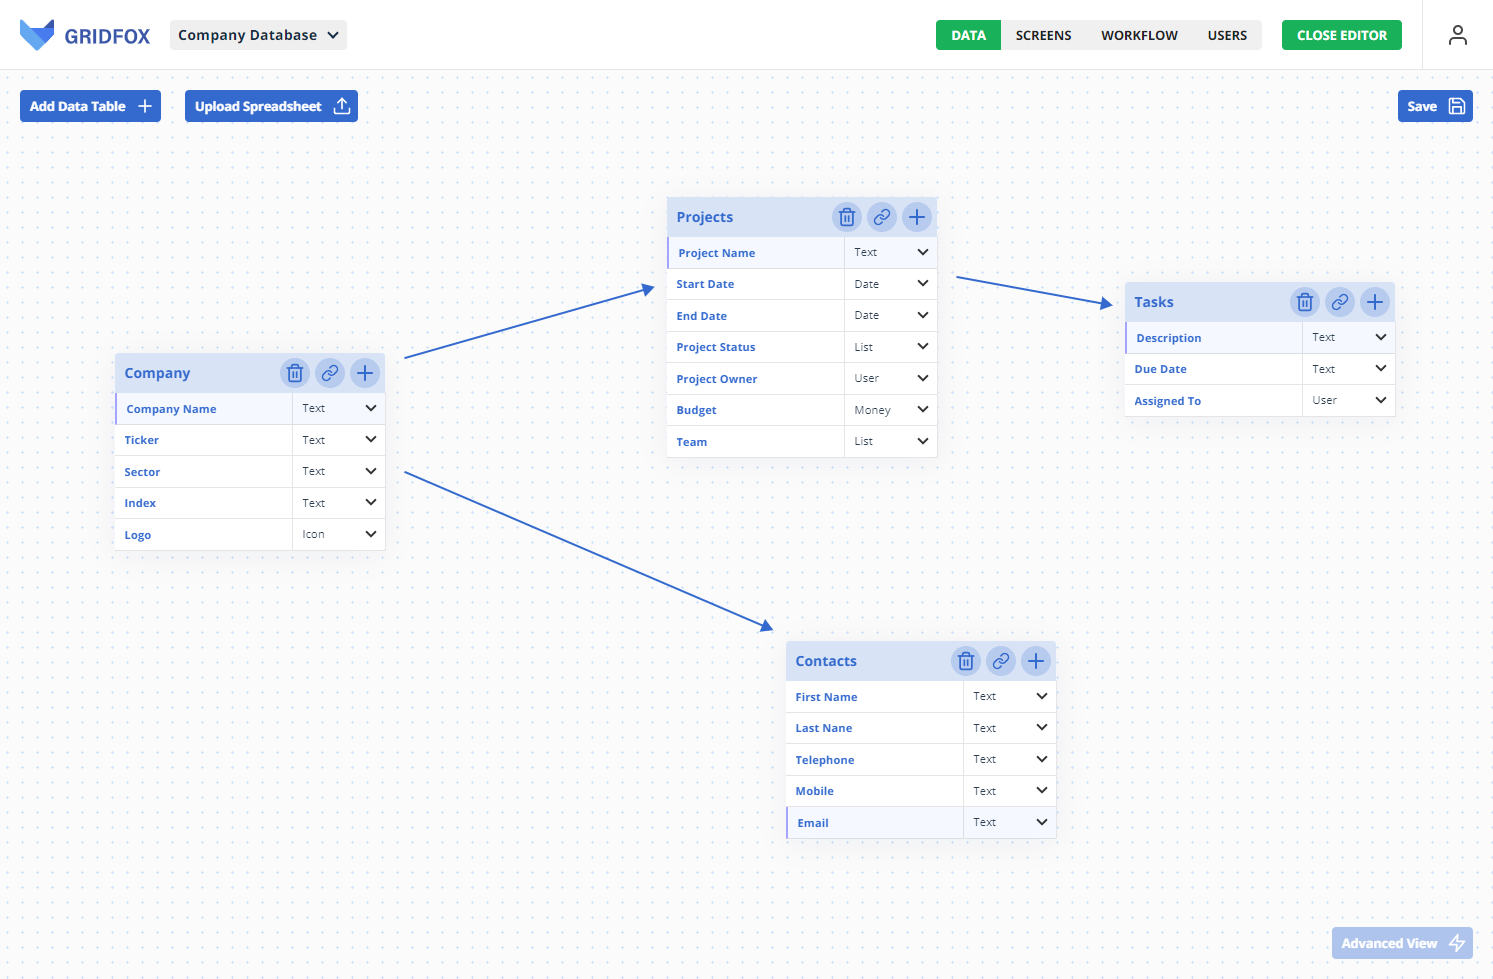 GRIDFOX
Company Database
DATA SCREENS WORKFLOW USERS
CLOSE EDITOR
Add Data Table
Upload Spreadsheet
Save
Projects
Project Name Text
Start Date Date
End Date Date
Project Status List
Project Owner User
Budget Money
Team List
Tasks
Description Text
Due Date Text
Assigned To User
Company
Company Name Text
Ticker Text
Sector Text
Index Text
Logo Icon
Contacts
First Name Text
Last Nane Text
Telephone Text
Mobile Text
Email Text
Advanced View